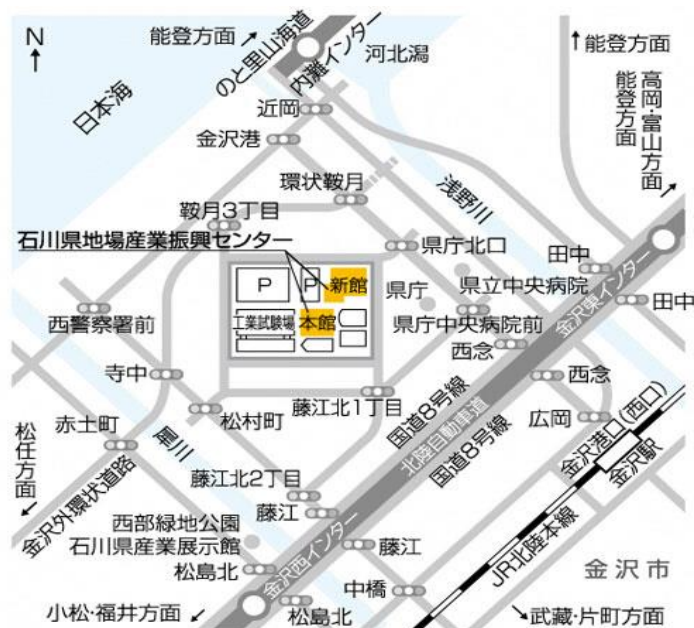 N
能登方面
のと里山海道
内灘インター
河北潟
能登方面
高岡・富山方面
能登方面
日本海
近岡
金沢港
環状鞍月
浅野川
鞍月3丁目
石川県地場産業振興センター
県庁北口
田中
P
P
新館
県庁
県立中央病院
金沢東インター
田中
西警察署前
工業試験場
本館
県庁中央病院前
西念
寺中
西念
藤江北1丁目
国道8号線
北陸自動車道
国道8号線
松村町
広岡
金沢港口(西口)
金沢駅
赤土町
松任方面
金沢外環状道路
犀川
藤江北2丁目
藤江
西部緑地公園
石川県産業展示館
藤江
JR北陸本線
松島北
金沢西インター
中橋
金沢市
小松・福井方面
松島北
武蔵・片町方面